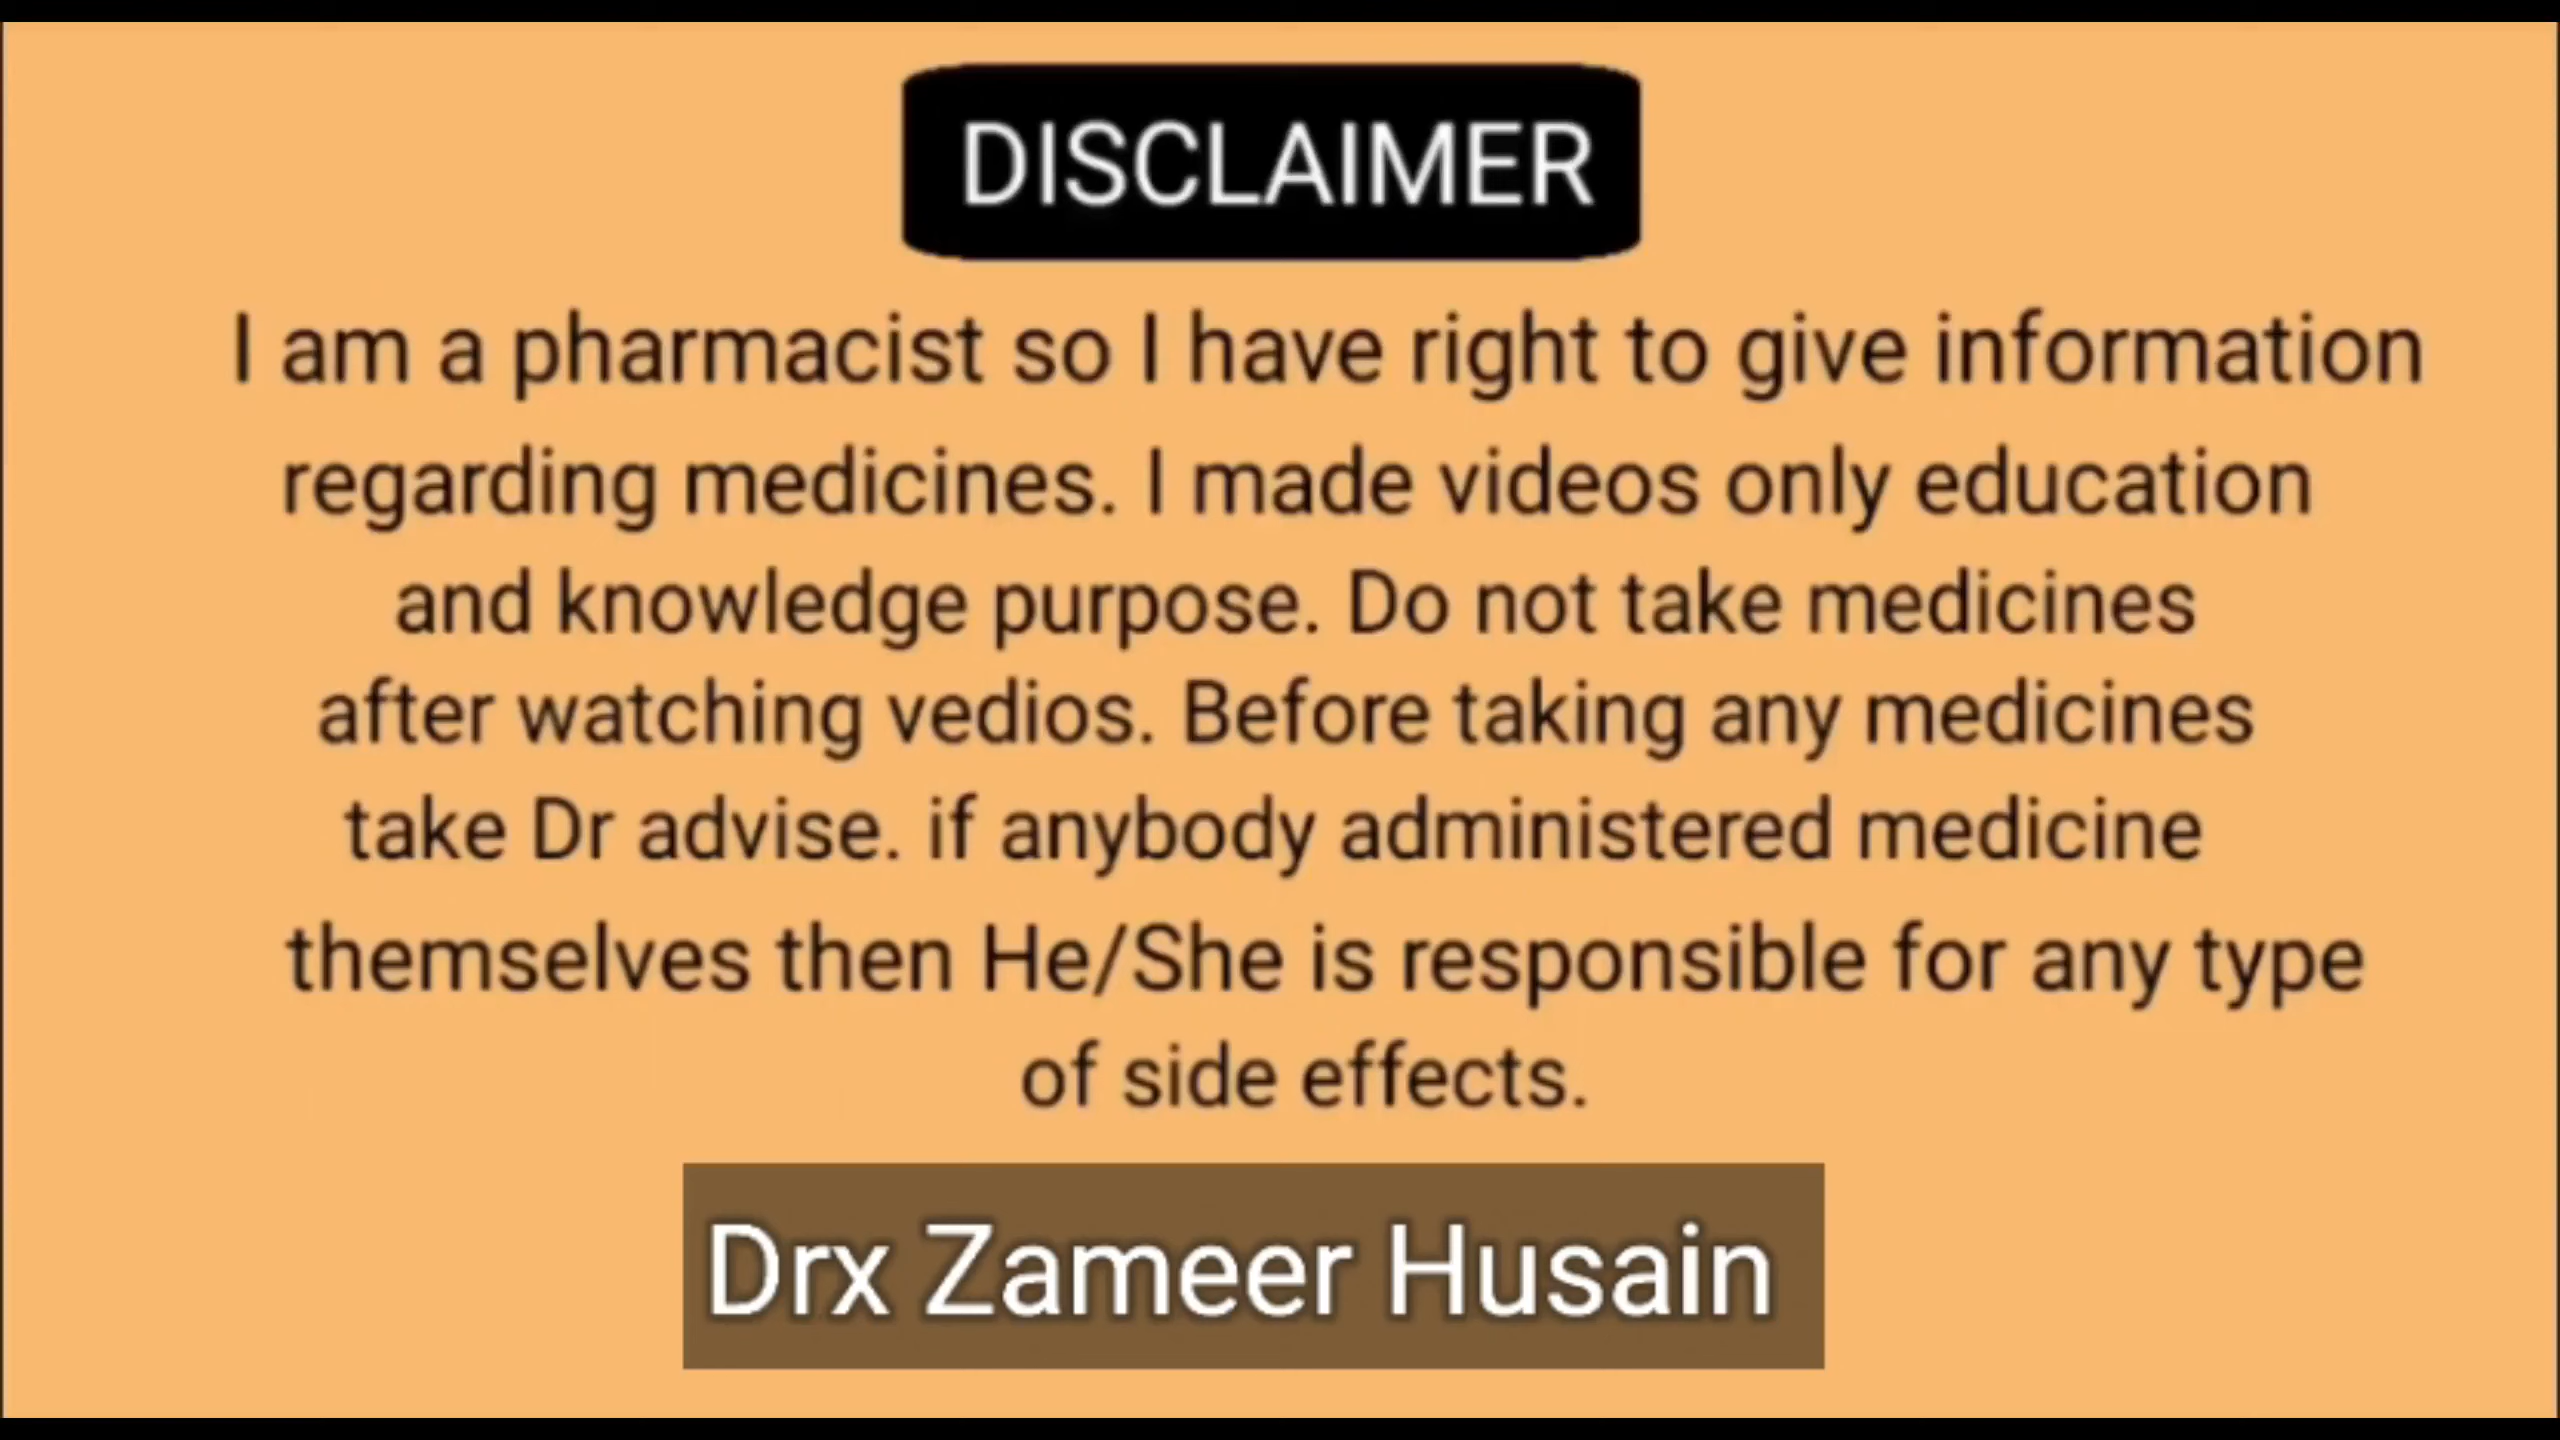 DISCLAIMER
I am a pharmacist so I have right to give information
regarding medicines. I made videos only education
and knowledge purpose. Do not take medicines
after watching vedios. Before taking any medicines
take Dr advise. if anybody administered medicine
themselves then He/She is responsible for any type
of side effects.
Drx Zameer Husain